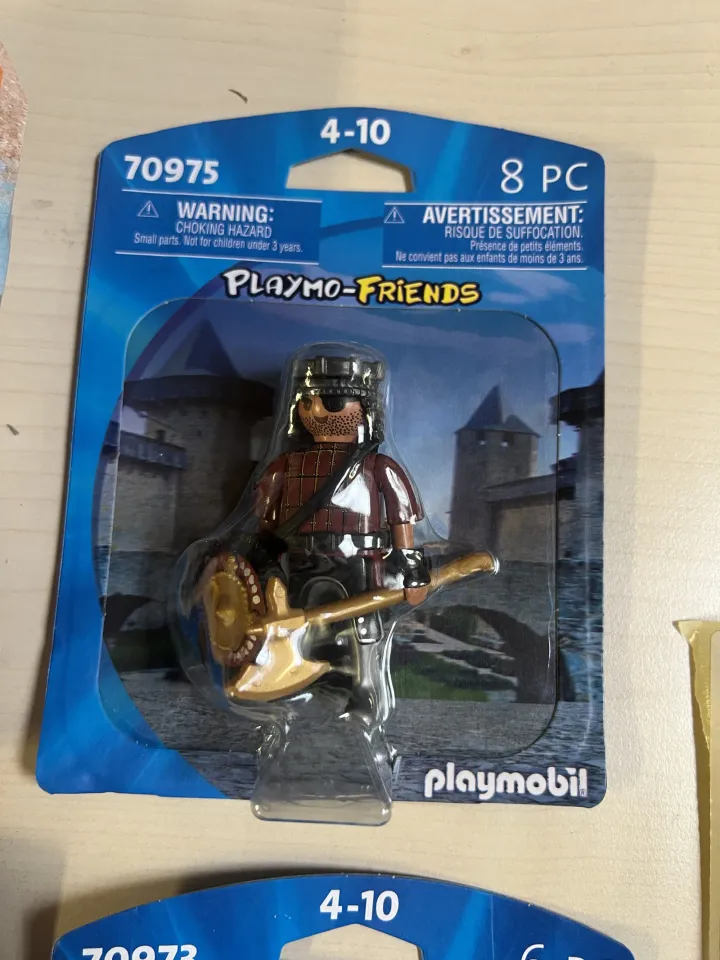 4-10
70975
8 PC
WARNING:
CHOKING HAZARD
Small parts. Not for children under 3 years.
AVERTISSEMENT:
RISQUE DE SUFFOCATION.
Présence de petits éléments.
Ne convient pas aux enfants de moins de 3 ans.
PLAYMO-FRIENDS
playmobil
4-10
70973
6